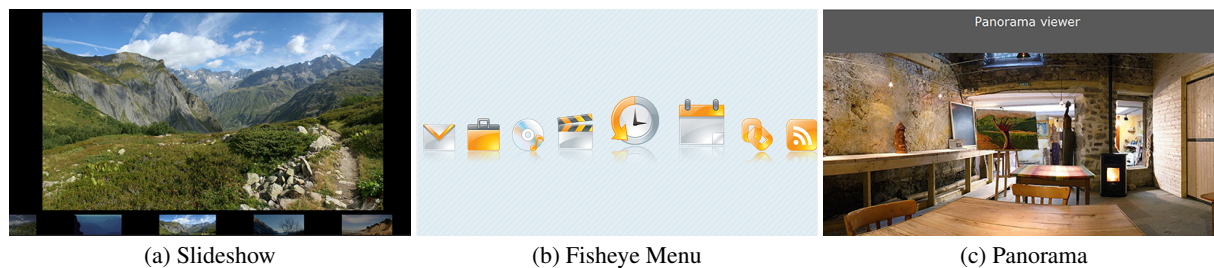 Panorama viewer
(a) Slideshow
(b) Fisheye Menu
(c) Panorama